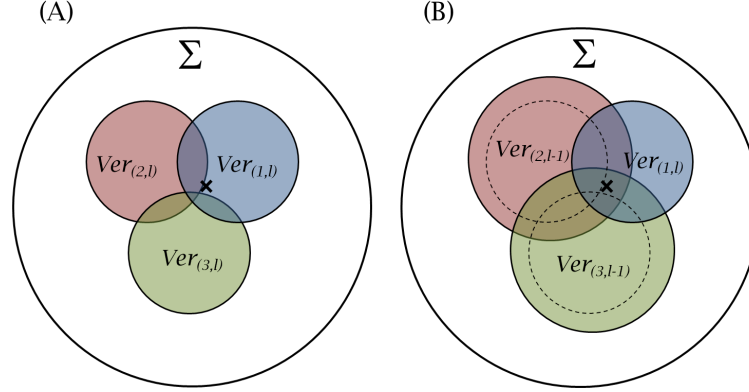 (A)
Σ
Ver(2,l)
Ver(1,l)
Ver(3,l)
(B)
Σ
Ver(2,l-1)
Ver(1,l)
Ver(3,l-1)